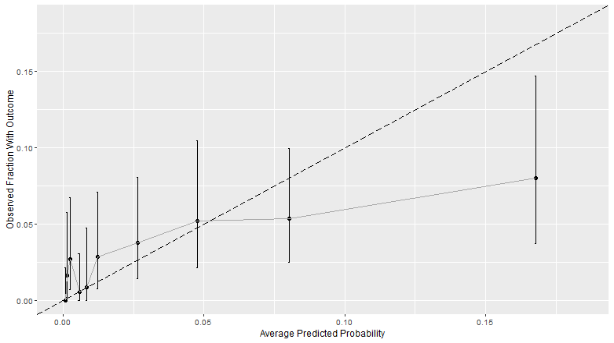 Observed Fraction With Outcome
0.15
0.10
0.05
0.00
0.00 0.05 0.10 0.15
Average Predicted Probability